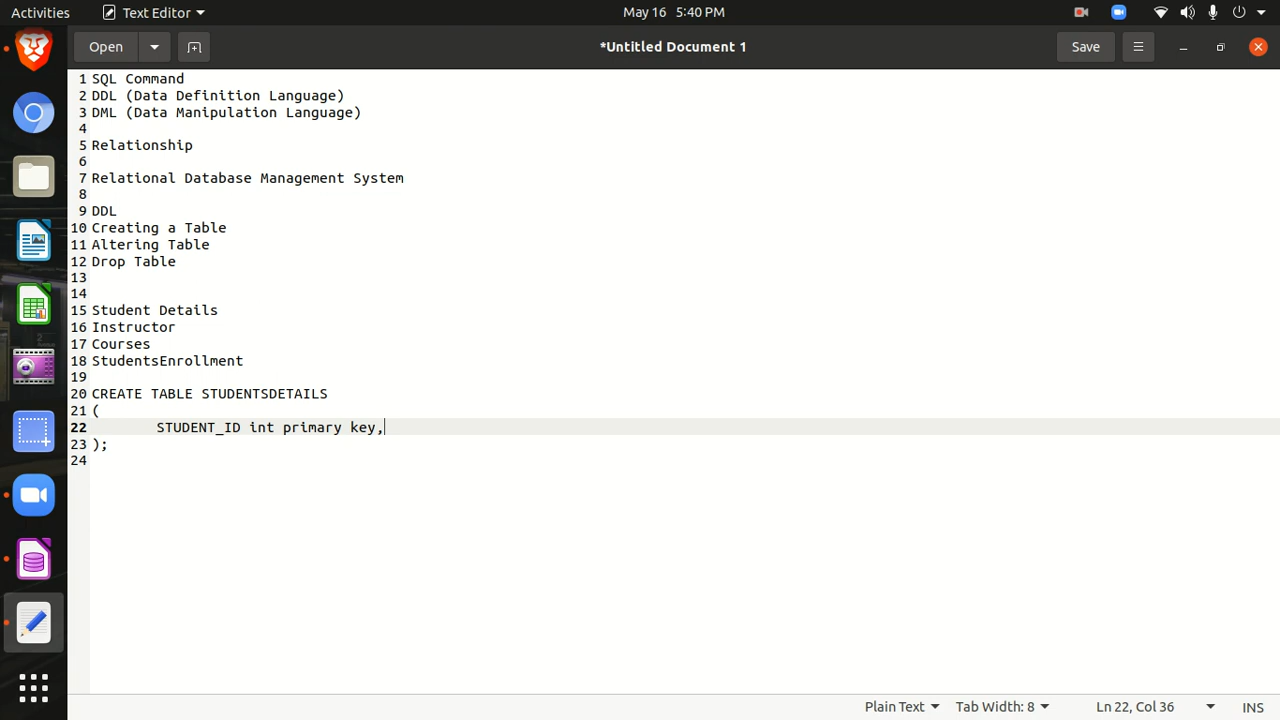 Activities Text Editor May 16 5:40 PM
Open *Untitled Document 1 Save
1 SQL Command
2 DDL (Data Definition Language)
3 DML (Data Manipulation Language)
4
5 Relationship
6
7 Relational Database Management System
8
9 DDL
10 Creating a Table
11 Altering Table
12 Drop Table
13
14
15 Student Details
16 Instructor
17 Courses
18 StudentsEnrollment
19
20 CREATE TABLE STUDENTSDETAILS
21 (
22 STUDENT_ID int primary key,
23 );
24
Plain Text Tab Width: 8 Ln 22, Col 36 INS